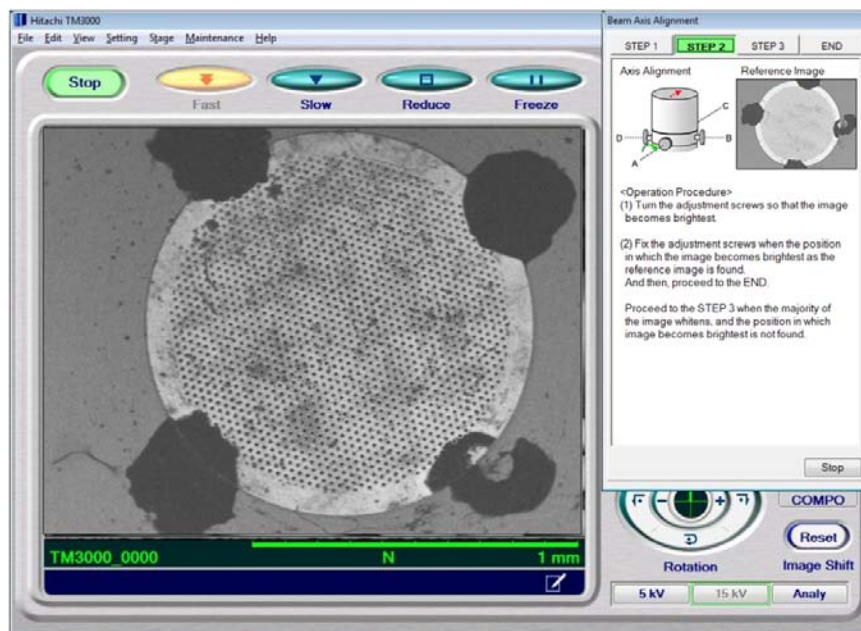 Hitachi TM3000
File Edit View Setting Stage Maintenance Help
Stop
Fast
Slow
Reduce
Freeze
TM3000_0000 N 1 mm
Beam Axis Alignment
STEP 1 STEP 2 STEP 3 END
Axis Alignment
Reference Image
C
D
B
A
<Operation Procedure>
(1) Turn the adjustment screws so that the image
becomes brightest.
(2) Fix the adjustment screws when the position
in which the image becomes brightest as the
reference image is found.
And then, proceed to the END.
Proceed to the STEP 3 when the majority of
the image whitens, and the position in which
image becomes brightest is not found.
Stop
COMPO
Reset
Rotation
Image Shift
5 kV 15 kV Analy